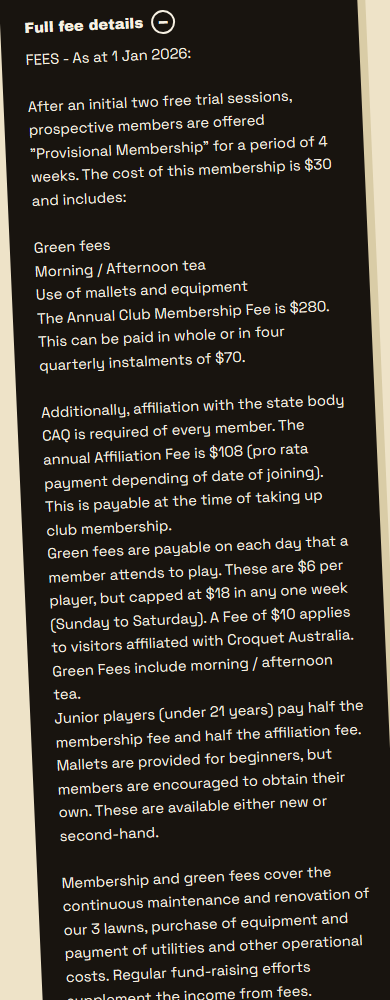 Full fee details
FEES - As at 1 Jan 2026:
After an initial two free trial sessions,
prospective members are offered
"Provisional Membership" for a period of 4
weeks. The cost of this membership is $30
and includes:
Green fees
Morning / Afternoon tea
Use of mallets and equipment
The Annual Club Membership Fee is $280.
This can be paid in whole or in four
quarterly instalments of $70.
Additionally, affiliation with the state body
CAQ is required of every member. The
annual Affiliation Fee is $108 (pro rata
payment depending of date of joining).
This is payable at the time of taking up
club membership.
Green fees are payable on each day that a
member attends to play. These are $6 per
player, but capped at $18 in any one week
(Sunday to Saturday). A Fee of $10 applies
to visitors affiliated with Croquet Australia.
Green Fees include morning / afternoon
tea.
Junior players (under 21 years) pay half the
membership fee and half the affiliation fee.
Mallets are provided for beginners, but
members are encouraged to obtain their
own. These are available either new or
second-hand.
Membership and green fees cover the
continuous maintenance and renovation of
our 3 lawns, purchase of equipment and
payment of utilities and other operational
costs. Regular fund-raising efforts
supplement the income from fees.